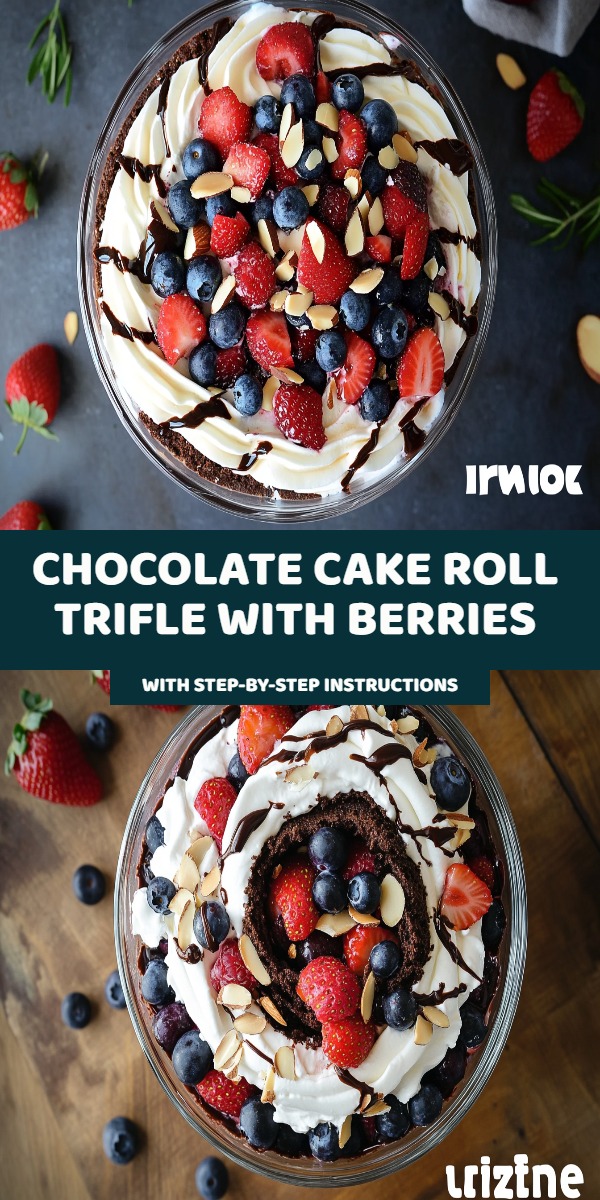 CHOCOLATE CAKE ROLL
TRIFLE WITH BERRIES
WITH STEP-BY-STEP INSTRUCTIONS